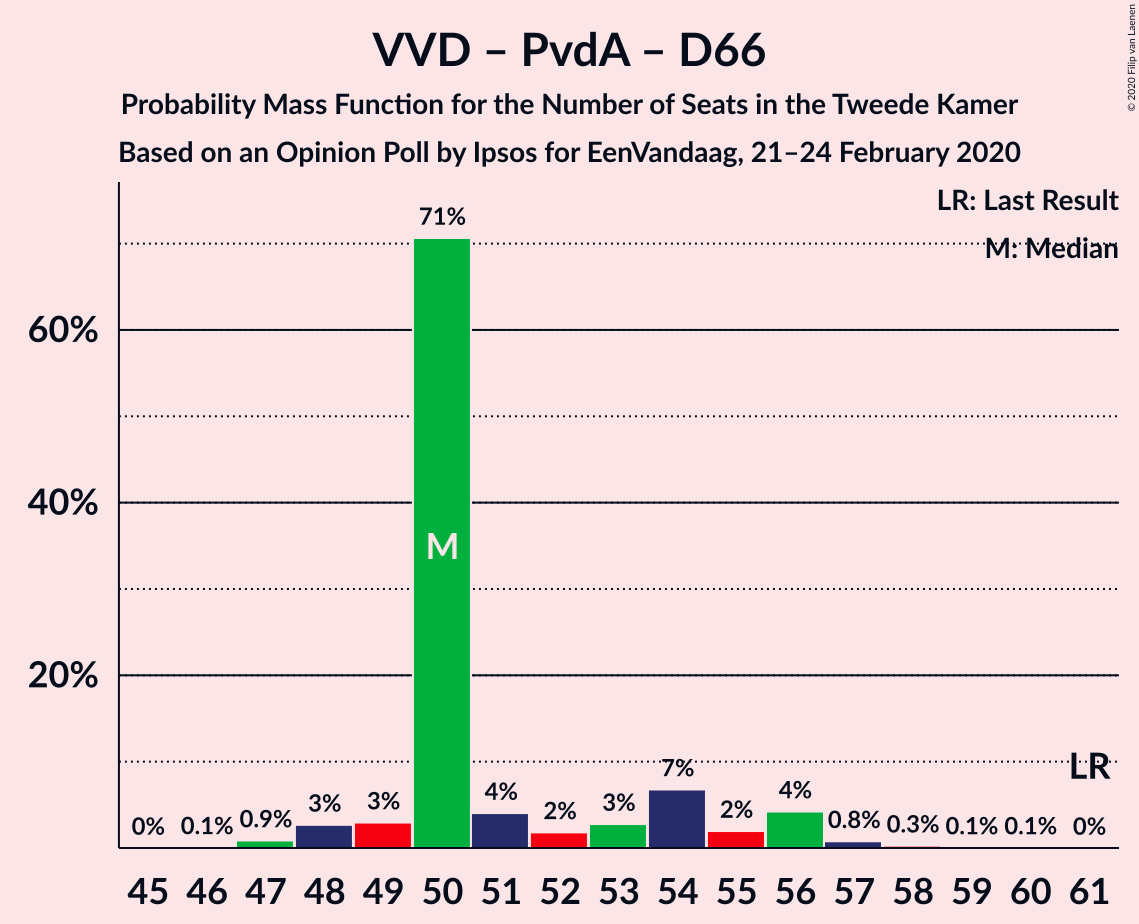 VVD – PvdA – D66
Probability Mass Function for the Number of Seats in the Tweede Kamer
Based on an Opinion Poll by Ipsos for EenVandaag, 21–24 February 2020
© 2020 Filip van Laenen
LR: Last Result
M: Median
71%
60%
40%
M
20%
LR
0% 0.1% 0.9% 3% 3% 4% 2% 3% 7% 2% 4% 0.8% 0.3% 0.1% 0.1% 0%
45 46 47 48 49 50 51 52 53 54 55 56 57 58 59 60 61